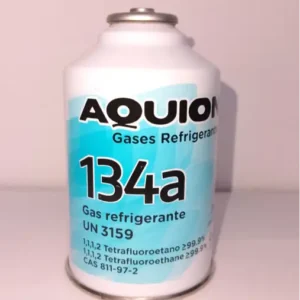 AQUION
Gases Refrigerante
134a
Gas refrigerante
UN 3159
1,1,1,2 Tetrafluoroetano ≥99.9%
1,1,1,2 Tetrafluoroethane ≥99.9%
CAS 811-97-2